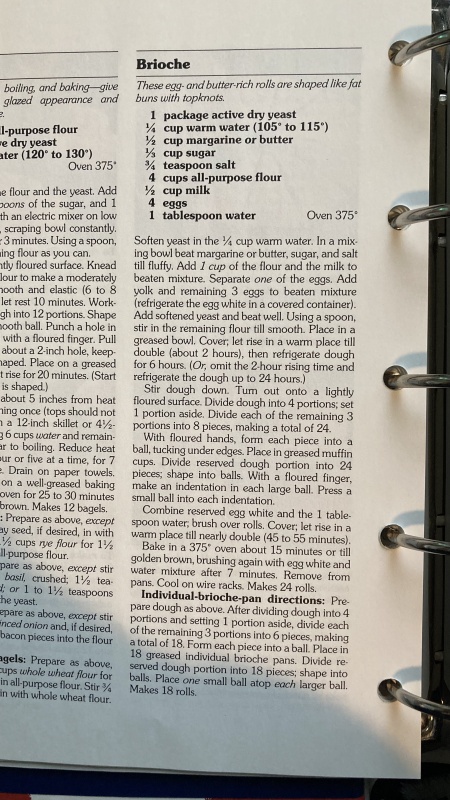 boiling, and baking—give
glazed appearance and
ll-purpose flour
ve dry yeast
ater (120° to 130°)
Oven 375°
e flour and the yeast. Add
poons of the sugar, and 1
th an electric mixer on low
, scraping bowl constantly.
r 3 minutes. Using a spoon,
ing flour as you can.
ntly floured surface. Knead
lour to make a moderately
nooth and elastic (6 to 8
let rest 10 minutes. Work-
gh into 12 portions. Shape
nooth ball. Punch a hole in
with a floured finger. Pull
about a 2-inch hole, keep-
haped. Place on a greased
t rise for 20 minutes. (Start
is shaped.)
about 5 inches from heat
ning once (tops should not
n a 12-inch skillet or 4½-
g 6 cups water and remain-
ar to boiling. Reduce heat
our or five at a time, for 7
e. Drain on paper towels.
on a well-greased baking
oven for 25 to 30 minutes
brown. Makes 12 bagels.
: Prepare as above, except
ay seed, if desired, in with
½ cups rye flour for 1½
ll-purpose flour.
pare as above, except stir
basil, crushed; 1½ tea-
d; or 1 to 1½ teaspoons
he yeast.
epare as above, except stir
inced onion and, if desired,
bacon pieces into the flour
agels: Prepare as above,
cups whole wheat flour for
in all-purpose flour. Stir ¾
in with whole wheat flour.
Brioche
These egg- and butter-rich rolls are shaped like fat
buns with topknots.
1 package active dry yeast
¼ cup warm water (105° to 115°)
½ cup margarine or butter
⅓ cup sugar
¾ teaspoon salt
4 cups all-purpose flour
½ cup milk
4 eggs
1 tablespoon water Oven 375°
Soften yeast in the ¼ cup warm water. In a mix-
ing bowl beat margarine or butter, sugar, and salt
till fluffy. Add 1 cup of the flour and the milk to
beaten mixture. Separate one of the eggs. Add
yolk and remaining 3 eggs to beaten mixture
(refrigerate the egg white in a covered container).
Add softened yeast and beat well. Using a spoon,
stir in the remaining flour till smooth. Place in a
greased bowl. Cover; let rise in a warm place till
double (about 2 hours), then refrigerate dough
for 6 hours. (Or, omit the 2-hour rising time and
refrigerate the dough up to 24 hours.)
Stir dough down. Turn out onto a lightly
floured surface. Divide dough into 4 portions; set
1 portion aside. Divide each of the remaining 3
portions into 8 pieces, making a total of 24.
With floured hands, form each piece into a
ball, tucking under edges. Place in greased muffin
cups. Divide reserved dough portion into 24
pieces; shape into balls. With a floured finger,
make an indentation in each large ball. Press a
small ball into each indentation.
Combine reserved egg white and the 1 table-
spoon water; brush over rolls. Cover; let rise in a
warm place till nearly double (45 to 55 minutes).
Bake in a 375° oven about 15 minutes or till
golden brown, brushing again with egg white and
water mixture after 7 minutes. Remove from
pans. Cool on wire racks. Makes 24 rolls.
Individual-brioche-pan directions: Pre-
pare dough as above. After dividing dough into 4
portions and setting 1 portion aside, divide each
of the remaining 3 portions into 6 pieces, making
a total of 18. Form each piece into a ball. Place in
18 greased individual brioche pans. Divide re-
served dough portion into 18 pieces; shape into
balls. Place one small ball atop each larger ball.
Makes 18 rolls.